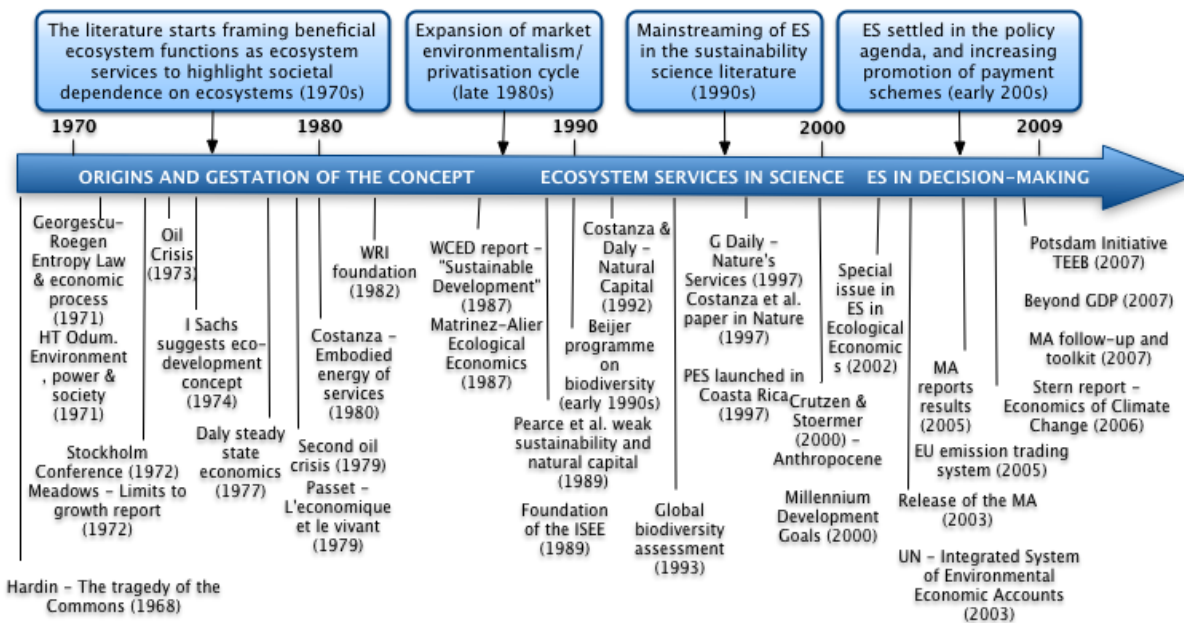 The literature starts framing beneficial
ecosystem functions as ecosystem
services to highlight societal
dependence on ecosystems (1970s)
Expansion of market
environmentalism/
privatisation cycle
(late 1980s)
Mainstreaming of ES
in the sustainability
science literature
(1990s)
ES settled in the policy
agenda, and increasing
promotion of payment
schemes (early 200s)
1970
1980
1990
2000
2009
ORIGINS AND GESTATION OF THE CONCEPT
ECOSYSTEM SERVICES IN SCIENCE
ES IN DECISION-MAKING
Georgescu-
Roegen
Entropy Law
& economic
process
(1971)
HT Odum.
Environment
, power &
society
(1971)
Oil
Crisis
(1973)
I Sachs
suggests eco-
development
concept
(1974)
Stockholm
Conference (1972)
Meadows - Limits to
growth report
(1972)
Hardin - The tragedy of the
Commons (1968)
Daly steady
state
economics
(1977)
WRI
foundation
(1982)
Costanza -
Embodied
energy of
services
(1980)
Second oil
crisis (1979)
Passet -
L'economique
et le vivant
(1979)
WCED report -
"Sustainable
Development"
(1987)
Matrinez-Alier
Ecological
Economics
(1987)
Costanza &
Daly -
Natural
Capital
(1992)
Beijer
programme
on
biodiversity
(early 1990s)
Pearce et al. weak
sustainability and
natural capital
(1989)
Foundation
of the ISEE
(1989)
Global
biodiversity
assessment
(1993)
G Daily -
Nature's
Services (1997)
Costanza et al.
paper in Nature
(1997)
PES launched in
Coasta Rica
(1997)
Crutzen &
Stoermer
(2000) -
Anthropocene
Millennium
Development
Goals (2000)
Special
issue in
ES in
Ecological
Economic
s (2002)
MA
reports
results
(2005)
EU emission trading
system (2005)
Release of the MA
(2003)
UN - Integrated System
of Environmental
Economic Accounts
(2003)
Potsdam Initiative
TEEB (2007)
Beyond GDP (2007)
MA follow-up and
toolkit (2007)
Stern report -
Economics of Climate
Change (2006)